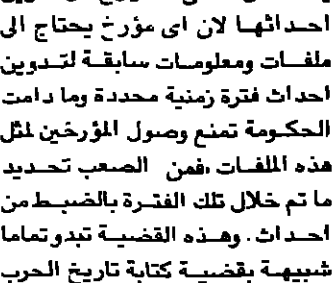 احداثها لان اى مؤرخ يحتاج الى
ملفات ومعلومات سابقة لتدوين
احداث فترة زمنية محددة وما دامت
الحكومة تمنع وصول المؤرخين لمثل
هذه الملفات ،فمن الصعب تحديد
ما تم خلال تلك الفترة بالضبط من
احداث . وهذه القضية تبدو تماما
شبيهة بقضية كتابة تاريخ الحرب